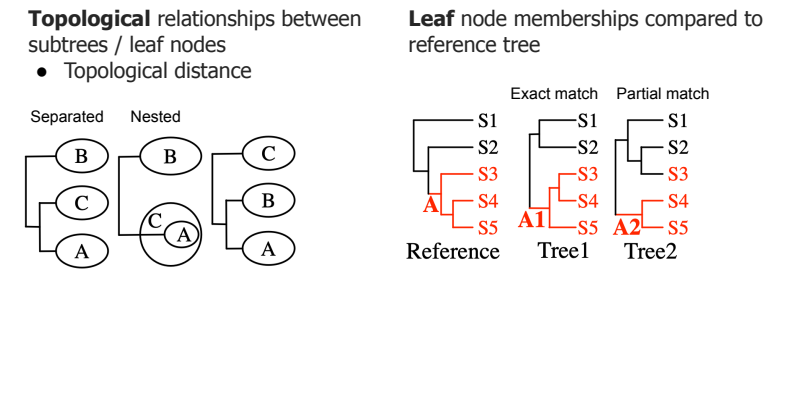 Topological relationships between
subtrees / leaf nodes
● Topological distance
Separated
Nested
B
C
A
B
C
A
C
B
A
Leaf node memberships compared to
reference tree
Exact match
Partial match
S1
S2
S3
A
S4
S5
Reference
S1
S2
S3
S4
A1
S5
Tree1
S1
S2
S3
S4
A2
S5
Tree2